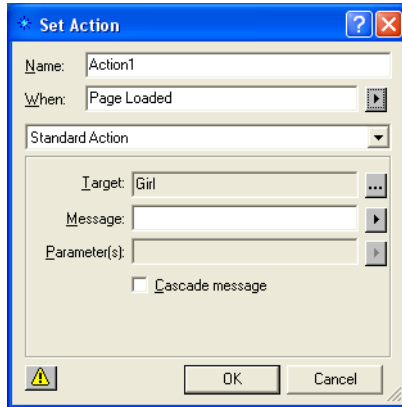 Set Action
Name: Action1
When: Page Loaded
Standard Action
Target: Girl ...
Message:
Parameter(s):
Cascade message
OK Cancel